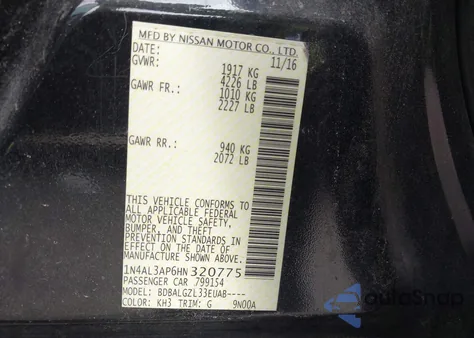 MFD BY NISSAN MOTOR CO., LTD.
DATE: 11/16
GVWR: 1917 KG
4226 LB
GAWR FR.: 1010 KG
2227 LB
GAWR RR.: 940 KG
2072 LB
THIS VEHICLE CONFORMS TO
ALL APPLICABLE FEDERAL
MOTOR VEHICLE SAFETY,
BUMPER, AND THEFT
PREVENTION STANDARDS IN
EFFECT ON THE DATE OF
MANUFACTURE SHOWN ABOVE.
1N4AL3AP6HN320775
PASSENGER CAR 799154
MODEL: BDBALGZL33EUAB----
COLOR: KH3 TRIM: G 9N00A
autoSnap